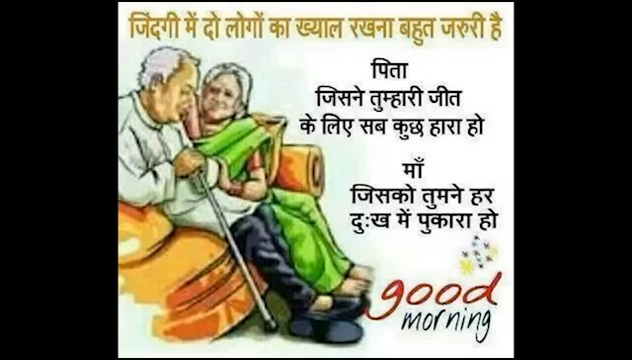 जिंदगी में दो लोगों का ख्याल रखना बहुत जरुरी है
पिता
जिसने तुम्हारी जीत
के लिए सब कुछ हारा हो
माँ
जिसको तुमने हर
दुःख में पुकारा हो
good
morning